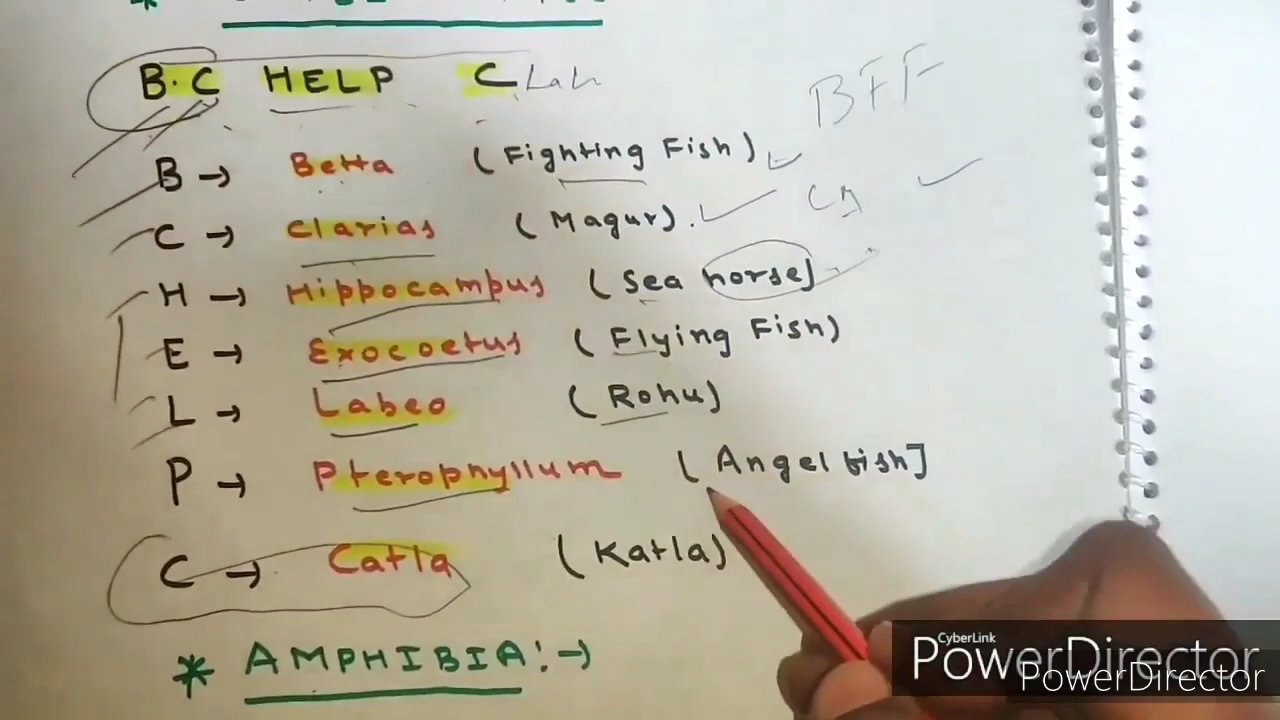 B.C HELP C Lah
BFF
B → Betta (Fighting Fish)
C → Clarias (Magur).
H → Hippocampus (Sea horse)
E → Exocoetus (Flying Fish)
L → Labeo (Rohu)
P → Pterophyllum (Angel fish]
C → Catla (Katla)
* AMPHIBIA:→
CyberLink
PowerDirector
PowerDirector